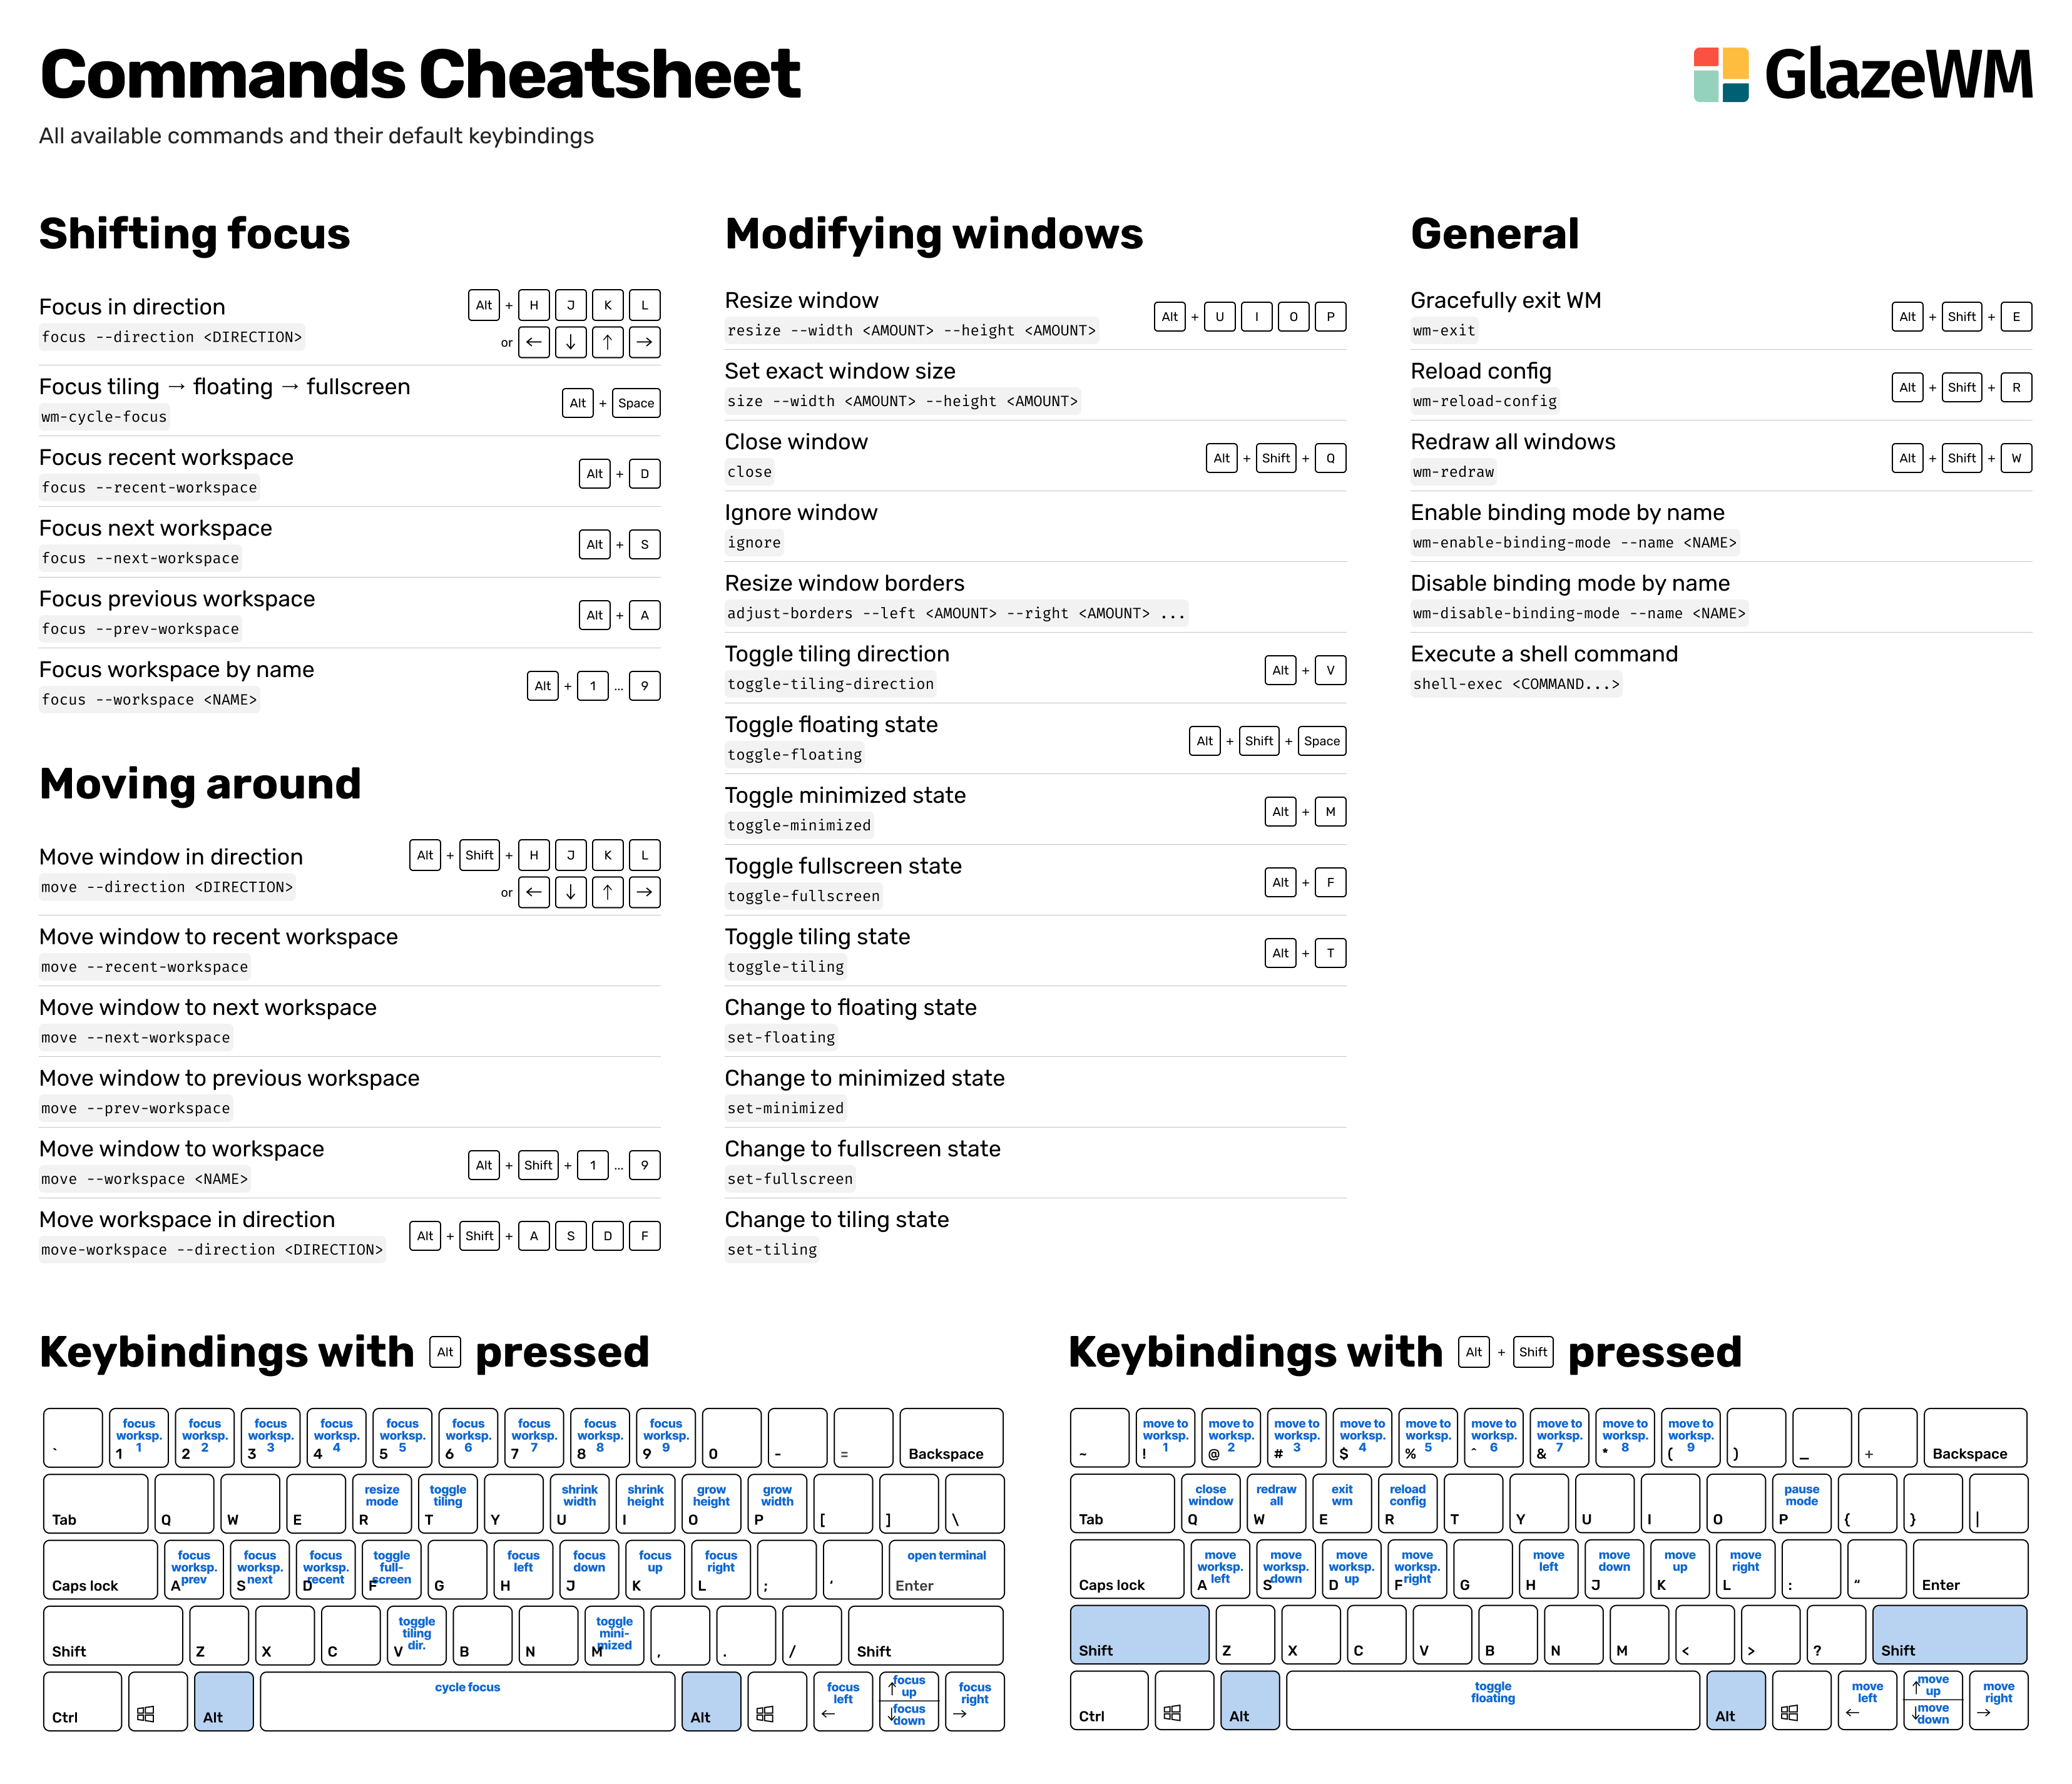 Commands Cheatsheet
GlazeWM
All available commands and their default keybindings
Shifting focus
Focus in direction
focus --direction <DIRECTION>
Alt + H J K L
or ← ↓ ↑ →
Focus tiling → floating → fullscreen
wm-cycle-focus
Alt + Space
Focus recent workspace
focus --recent-workspace
Alt + D
Focus next workspace
focus --next-workspace
Alt + S
Focus previous workspace
focus --prev-workspace
Alt + A
Focus workspace by name
focus --workspace <NAME>
Alt + 1 ... 9
Moving around
Move window in direction
move --direction <DIRECTION>
Alt + Shift + H J K L
or ← ↓ ↑ →
Move window to recent workspace
move --recent-workspace
Move window to next workspace
move --next-workspace
Move window to previous workspace
move --prev-workspace
Move window to workspace
move --workspace <NAME>
Alt + Shift + 1 ... 9
Move workspace in direction
move-workspace --direction <DIRECTION>
Alt + Shift + A S D F
Modifying windows
Resize window
resize --width <AMOUNT> --height <AMOUNT>
Alt + U I O P
Set exact window size
size --width <AMOUNT> --height <AMOUNT>
Close window
close
Alt + Shift + Q
Ignore window
ignore
Resize window borders
adjust-borders --left <AMOUNT> --right <AMOUNT> ...
Toggle tiling direction
toggle-tiling-direction
Alt + V
Toggle floating state
toggle-floating
Alt + Shift + Space
Toggle minimized state
toggle-minimized
Alt + M
Toggle fullscreen state
toggle-fullscreen
Alt + F
Toggle tiling state
toggle-tiling
Alt + T
Change to floating state
set-floating
Change to minimized state
set-minimized
Change to fullscreen state
set-fullscreen
Change to tiling state
set-tiling
General
Gracefully exit WM
wm-exit
Alt + Shift + E
Reload config
wm-reload-config
Alt + Shift + R
Redraw all windows
wm-redraw
Alt + Shift + W
Enable binding mode by name
wm-enable-binding-mode --name <NAME>
Disable binding mode by name
wm-disable-binding-mode --name <NAME>
Execute a shell command
shell-exec <COMMAND...>
Keybindings with Alt pressed
focus focus focus focus focus focus focus focus focus
worksp. worksp. worksp. worksp. worksp. worksp. worksp. worksp. worksp.
1 2 3 4 5 6 7 8 9
` 1 2 3 4 5 6 7 8 9 0 - = Backspace
resize toggle shrink shrink grow grow
mode tiling width height height width
Tab Q W E R T Y U I O P [ ] \
focus focus focus toggle focus focus focus focus open terminal
worksp. worksp. worksp. full- left down up right
prev next recent screen
Caps lock A S D F G H J K L ; ‘ Enter
toggle toggle
tiling mini-
dir. mized
Shift Z X C V B N M , . / Shift
cycle focus focus focus focus
left up right
focus
down
Ctrl Alt Alt ← ↑ ↓ →
Keybindings with Alt + Shift pressed
move to move to move to move to move to move to move to move to move to
worksp. worksp. worksp. worksp. worksp. worksp. worksp. worksp. worksp.
1 2 3 4 5 6 7 8 9
~ ! @ # $ % ^ & * ( ) _ + Backspace
close redraw exit reload pause
window all wm config mode
Tab Q W E R T Y U I O P { } |
move move move move move move move move
worksp. worksp. worksp. worksp. left down up right
left down up right
Caps lock A S D F G H J K L : “ Enter
Shift Z X C V B N M < > ? Shift
toggle move move move
floating left up right
move
down
Ctrl Alt Alt ← ↑ ↓ →